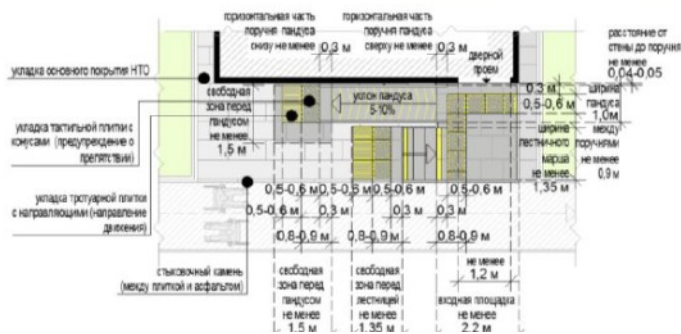 горизонтальная часть поручня пандуса снизу не менее
0,3 м
горизонтальная часть поручня пандуса сверху не менее
0,3 м
дверной проем
расстояние от стены до поручня не менее
0,04-0,05
укладка основного покрытия НТО
свободная зона перед пандусом не менее
1,5 м
уклон пандуса
5-10%
0,3 м
0,5-0,6 м
ширина пандуса
1,0м
между поручнями не менее
0,9 м
ширина лестничного марша не менее
1,35 м
укладка тактильной плитки с конусами (предупреждение о препятствии)
укладка тротуарной плитки с направляющими (направление движения)
стыковочный камень (между плиткой и асфальтом)
0,5-0,6 м
0,5-0,6 м
0,5-0,6 м
0,5-0,6 м
0,3 м
0,5-0,6 м
0,3 м
0,3 м
0,8-0,9 м
0,8-0,9 м
0,8-0,9 м
не менее
1,2 м
свободная зона перед пандусом не менее
1,5 м
свободная зона перед лестницей не менее
1,35 м
входная площадка не менее
2,2 м